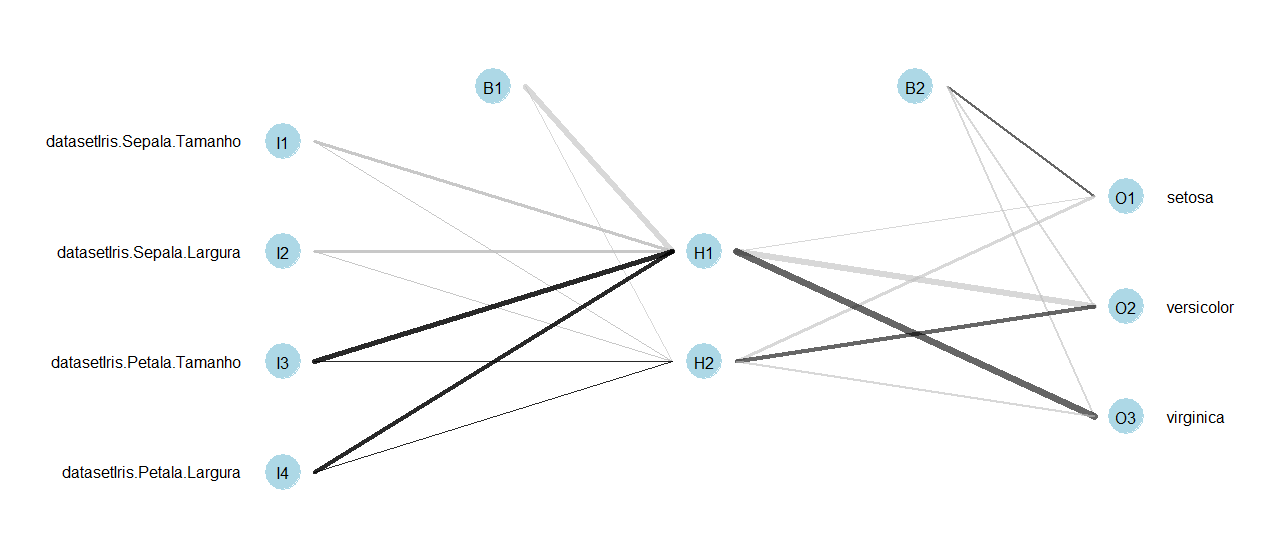 B1
B2
datasetIris.Sepala.Tamanho I1
O1 setosa
datasetIris.Sepala.Largura I2
H1
O2 versicolor
datasetIris.Petala.Tamanho I3
H2
O3 virginica
datasetIris.Petala.Largura I4